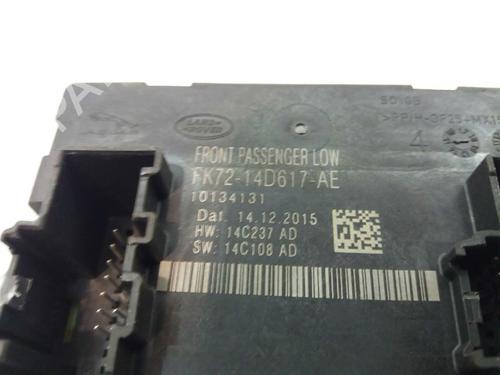 LAND-
ROVER
FRONT PASSENGER LOW
FK72-14D617-AE
10134131
Dat. 14.12.2015
HW: 14C237 AD
SW: 14C108 AD
4